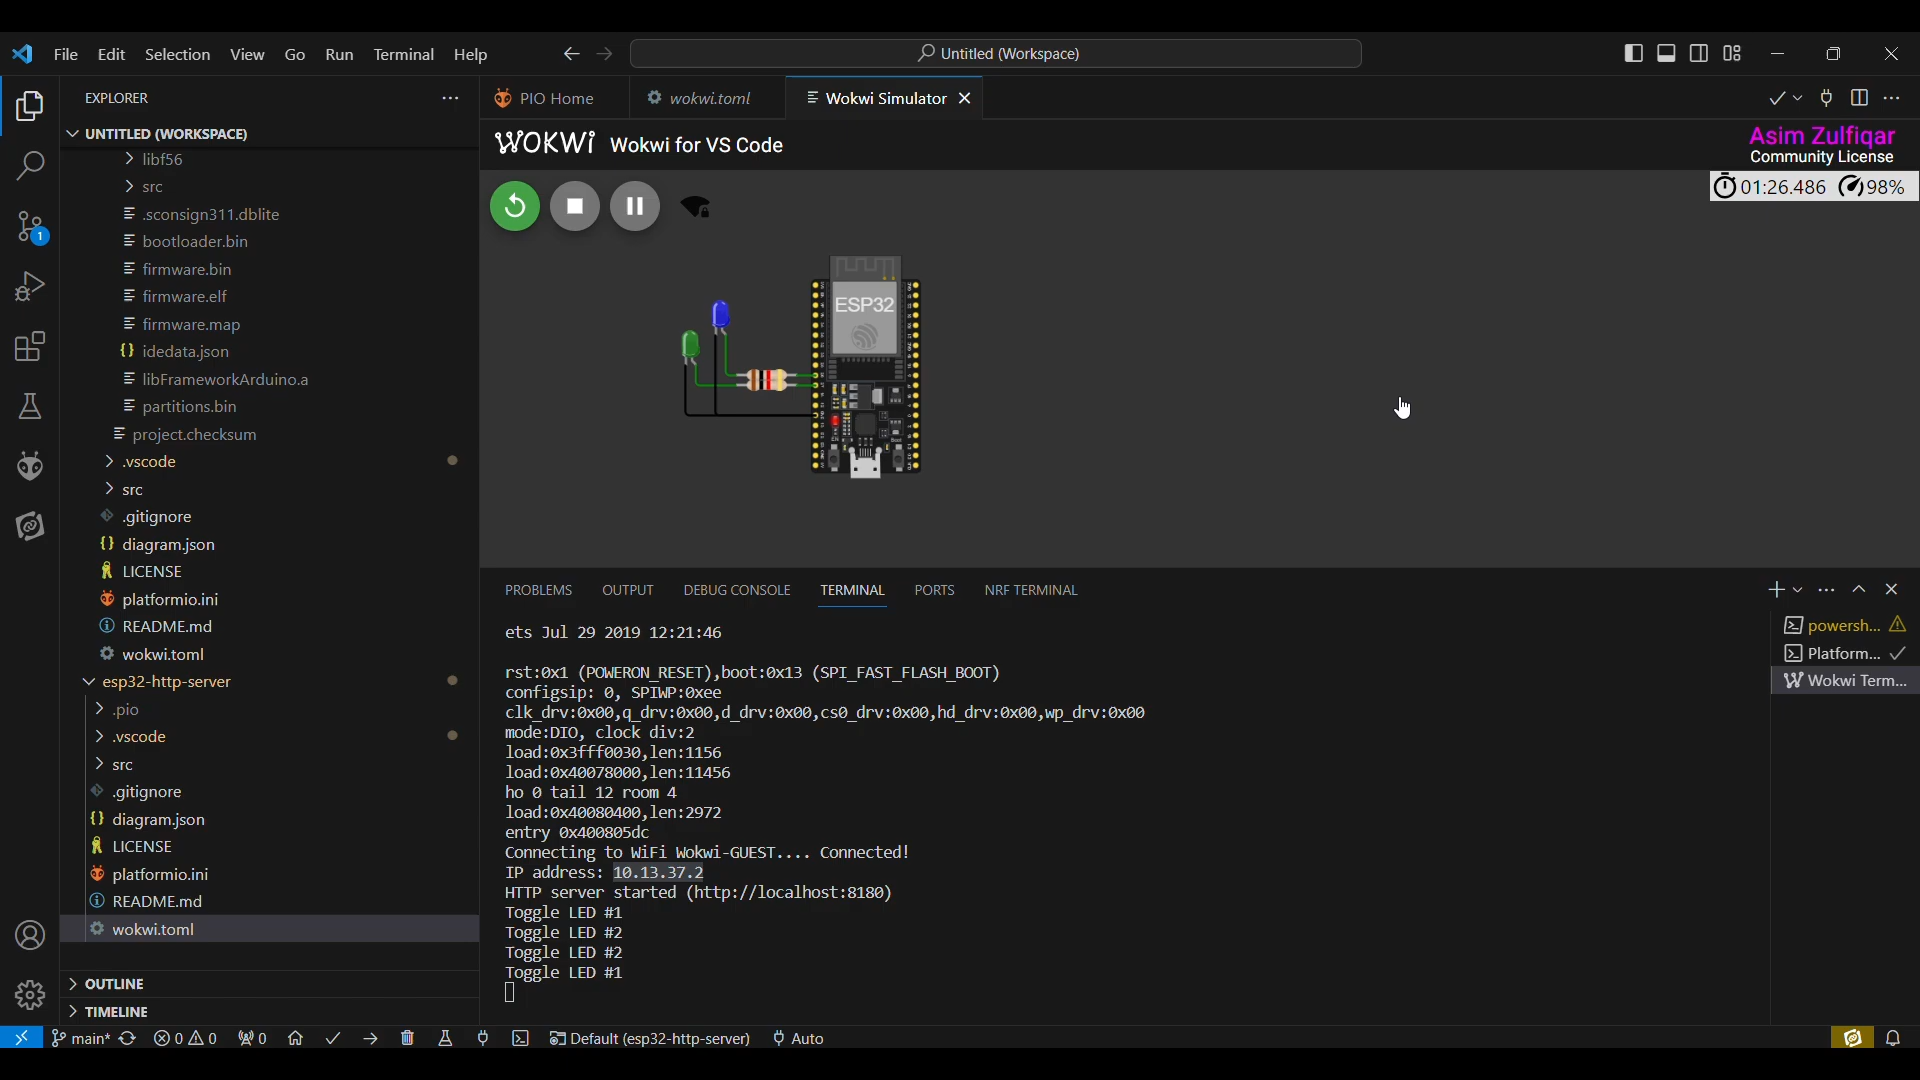 File Edit Selection View Go Run Terminal Help
Untitled (Workspace)
EXPLORER
UNTITLED (WORKSPACE)
libf56
src
.sconsign311.dblite
bootloader.bin
firmware.bin
firmware.elf
firmware.map
idedata.json
libFrameworkArduino.a
partitions.bin
project.checksum
.vscode
src
.gitignore
diagram.json
LICENSE
platformio.ini
README.md
wokwi.toml
esp32-http-server
.pio
.vscode
src
.gitignore
diagram.json
LICENSE
platformio.ini
README.md
wokwi.toml
OUTLINE
TIMELINE
1
PIO Home wokwi.toml Wokwi Simulator
WOKWi Wokwi for VS Code
Asim Zulfiqar
Community License
01:26.486 98%
ESP32
PROBLEMS OUTPUT DEBUG CONSOLE TERMINAL PORTS NRF TERMINAL
ets Jul 29 2019 12:21:46
rst:0x1 (POWERON_RESET),boot:0x13 (SPI_FAST_FLASH_BOOT)
configsip: 0, SPIWP:0xee
clk_drv:0x00,q_drv:0x00,d_drv:0x00,cs0_drv:0x00,hd_drv:0x00,wp_drv:0x00
mode:DIO, clock div:2
load:0x3fff0030,len:1156
load:0x40078000,len:11456
ho 0 tail 12 room 4
load:0x40080400,len:2972
entry 0x400805dc
Connecting to WiFi Wokwi-GUEST.... Connected!
IP address: 10.13.37.2
HTTP server started (http://localhost:8180)
Toggle LED #1
Toggle LED #2
Toggle LED #2
Toggle LED #1
powersh...
Platform...
Wokwi Term...
main* 0 0 0 Default (esp32-http-server) Auto